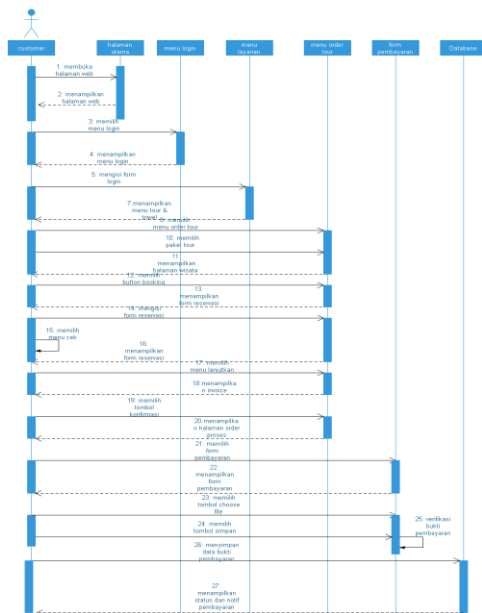 customer
halaman
utama
menu login
menu
layanan
menu order
tour
form
pembayaran
Database
1: membuka
halaman web
2: menampilkan
halaman web
3: memilih
menu login
4: menampilkan
menu login
5: mengisi form
login
7:menampilkan
menu tour &
travel
9: memilih
menu order tour
10: memilih
paket tour
11:
menampilkan
halaman wisata
12: memilih
button booking
13:
menampilkan
form reservasi
14: mengisi
form reservasi
15: memilih
menu cek
16:
menampilkan
form reservasi
17: memilih
menu lanjutkan
18:menampilka
n invoice
19: memilih
tombol
konfirmasi
20:menampilka
n halaman order
proses
21: memilih
form
pembayaran
22:
menampilkan
form
pembayaran
23: memilih
tombol choose
file
24: memilih
tombol simpan
25: verifikasi
bukti
pembayaran
26: menyimpan
data bukti
pembayaran
27:
menampilkan
status dan notif
pembayaran